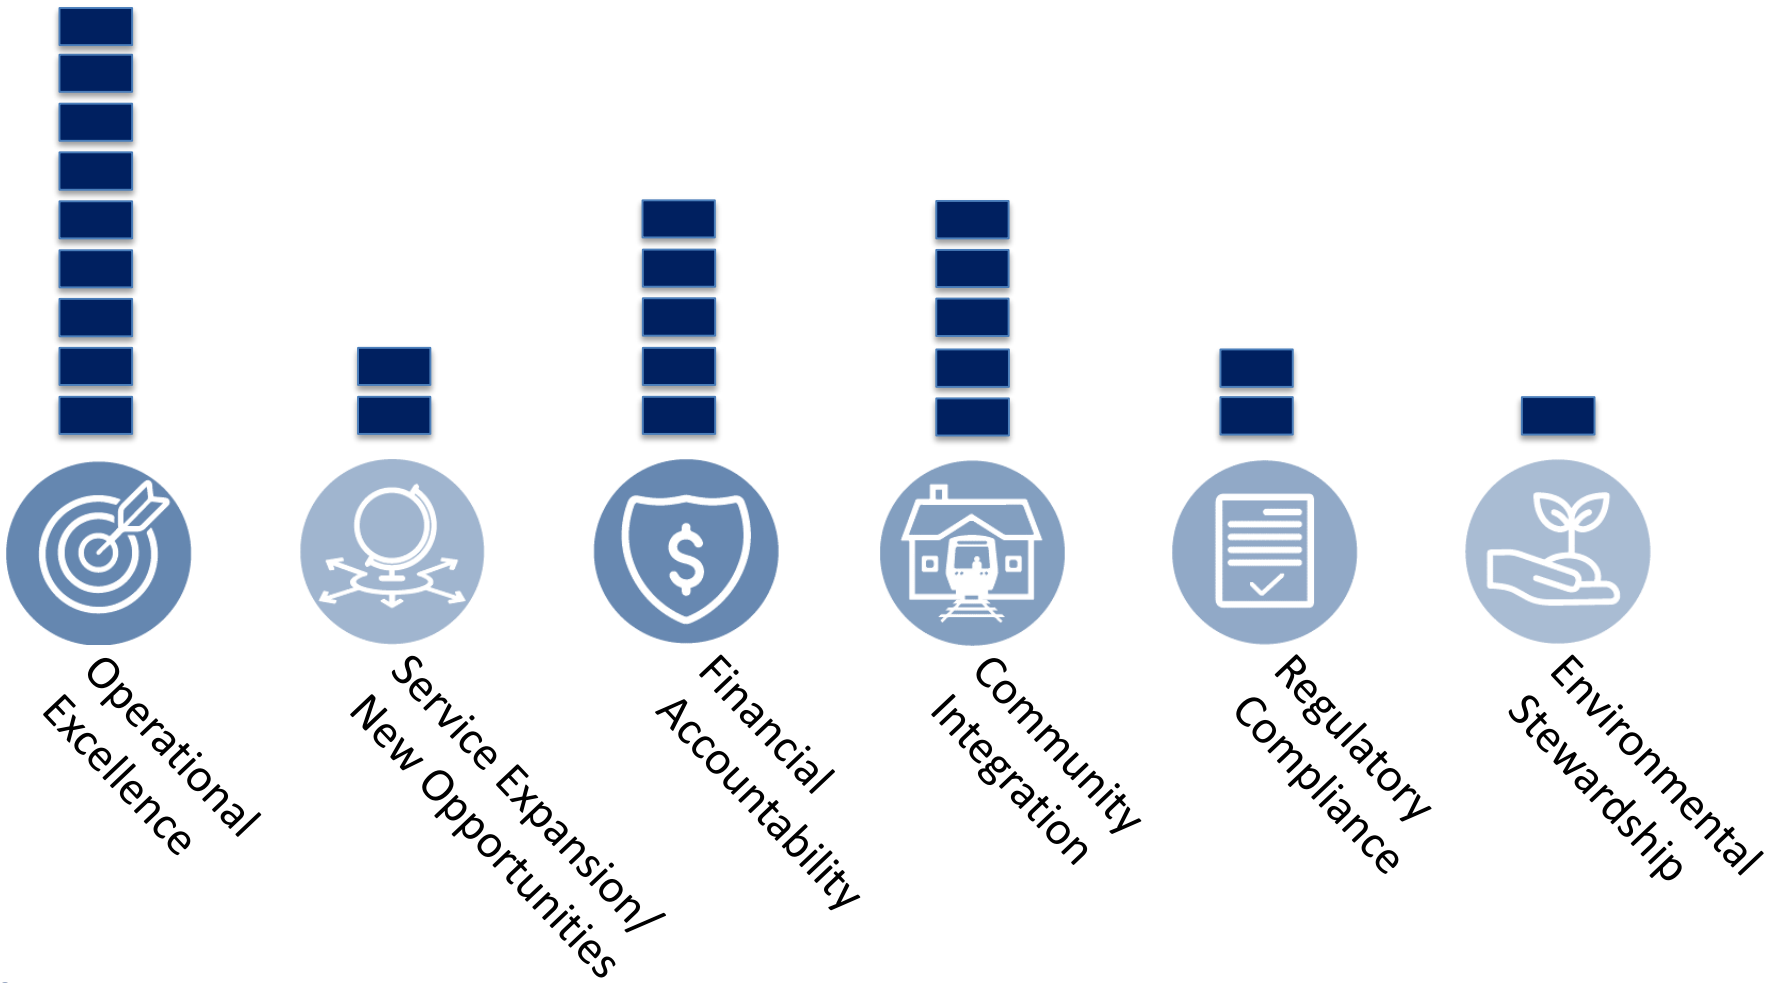 Operational
Excellence
Service Expansion/
New Opportunities
Financial
Accountability
Community
Integration
Regulatory
Compliance
Environmental
Stewardship
$